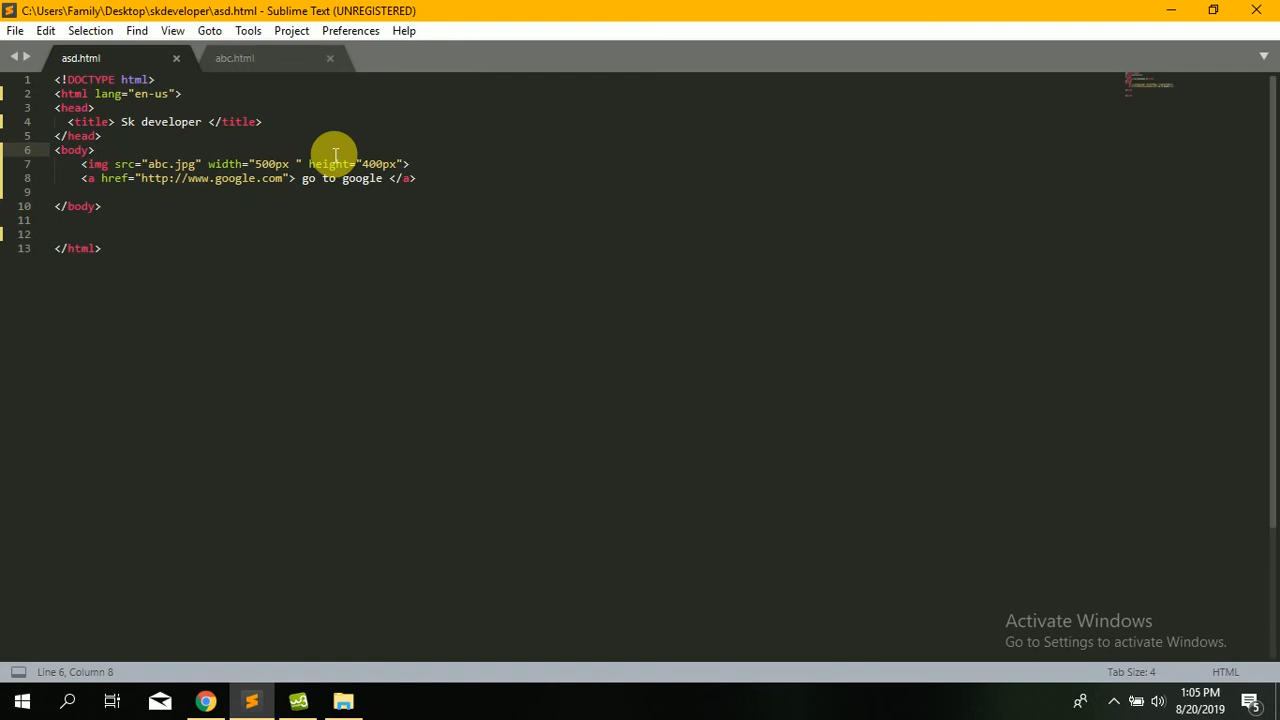 C:\Users\Family\Desktop\skdeveloper\asd.html - Sublime Text (UNREGISTERED)
File Edit Selection Find View Goto Tools Project Preferences Help
asd.html abc.html
1 <!DOCTYPE html>
2 <html lang="en-us">
3 <head>
4 <title> Sk developer </title>
5 </head>
6 <body>
7 <img src="abc.jpg" width="500px " height="400px">
8 <a href="http://www.google.com"> go to google </a>
9
10 </body>
11
12
13 </html>
Activate Windows
Go to Settings to activate Windows.
Line 6, Column 8 Tab Size: 4 HTML
1:05 PM
8/20/2019
5